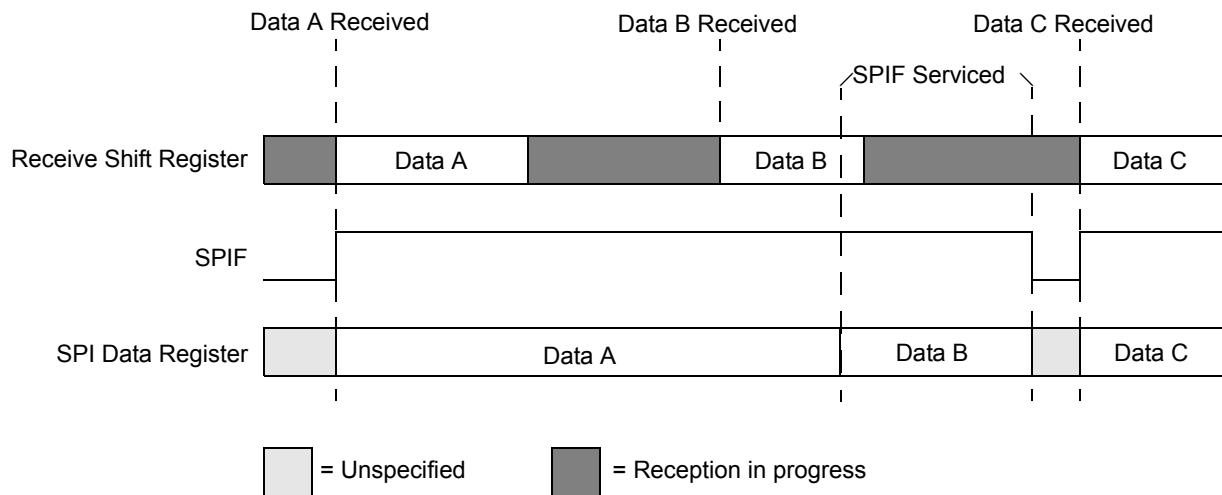 Data A Received
Data B Received
Data C Received
SPIF Serviced
Receive Shift Register
Data A
Data B
Data C
SPIF
SPI Data Register
Data A
Data B
Data C
= Unspecified
= Reception in progress